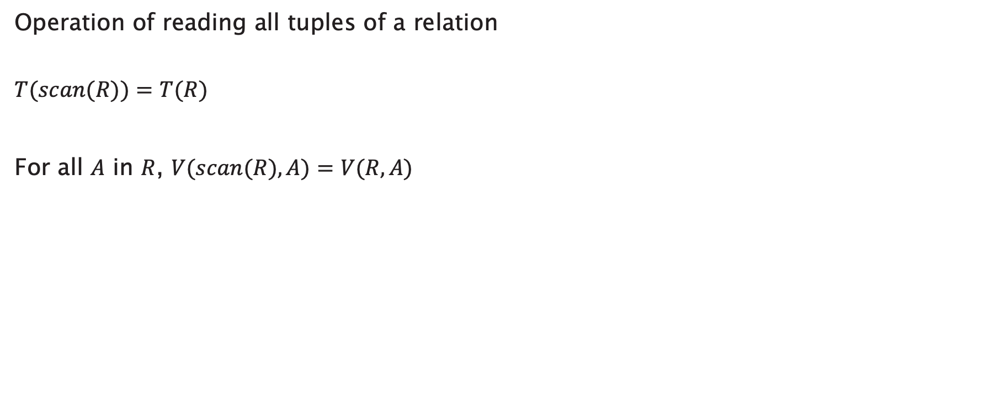 Operation of reading all tuples of a relation
T(scan(R)) = T(R)
For all A in R, V(scan(R), A) = V(R, A)